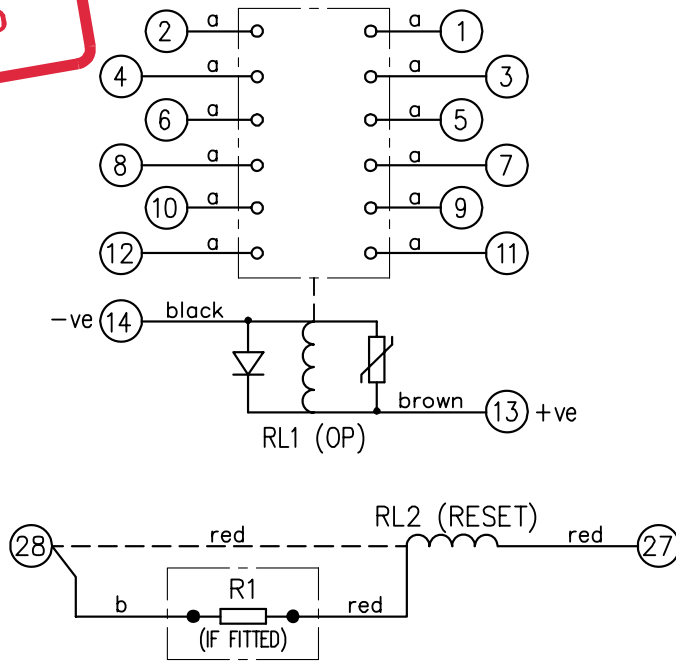 2 a a 1
4 a a 3
6 a a 5
8 a a 7
10 a a 9
12 a a 11
-ve 14 black
brown 13 +ve
RL1 (OP)
RL2 (RESET)
28 red red 27
R1
b red
(IF FITTED)